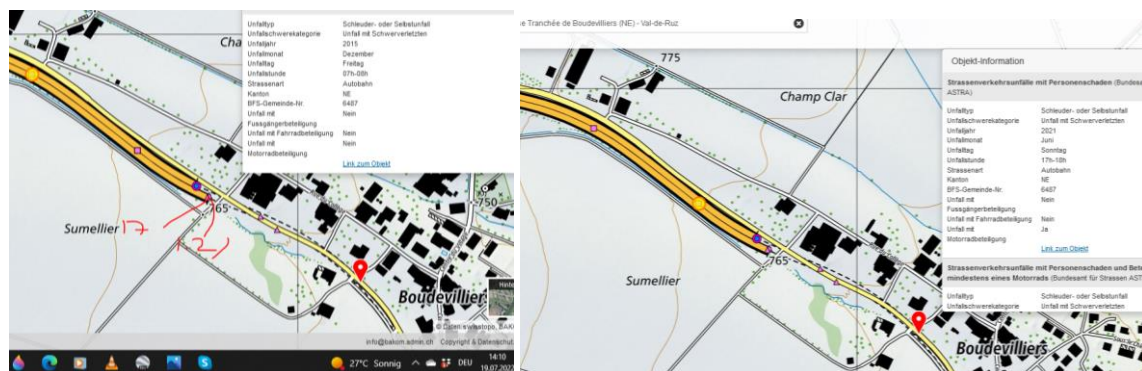 Unfalltyp Schleuder- oder Selbstunfall
Unfallschwerekategorie Unfall mit Schwerverletzten
Unfalljahr 2015
Unfallmonat Dezember
Unfalltag Freitag
Unfallstunde 07h-08h
Strassenart Autobahn
Kanton NE
BFS-Gemeinde-Nr. 6487
Unfall mit Nein
Fussgängerbeteiligung
Unfall mit Fahrradbeteiligung Nein
Unfall mit Nein
Motorradbeteiligung
Link zum Objekt
Cha
750
765
Sumellier
17
(2)
Boudevilliers
info@bakom.admin.ch Copyright & Datenschutz
27°C Sonnig DEU 14:10
19.07.2022
se Tranchée de Boudevilliers (NE) - Val-de-Ruz
775
Champ Clar
765
Sumellier
Boudevilliers
Objekt-Information
Strassenverkehrsunfälle mit Personenschaden (Bundesa
ASTRA)
Unfalltyp Schleuder- oder Selbstunfall
Unfallschwerekategorie Unfall mit Schwerverletzten
Unfalljahr 2021
Unfallmonat Juni
Unfalltag Sonntag
Unfallstunde 17h-18h
Strassenart Autobahn
Kanton NE
BFS-Gemeinde-Nr. 6487
Unfall mit Nein
Fussgängerbeteiligung
Unfall mit Fahrradbeteiligung Nein
Unfall mit Ja
Motorradbeteiligung
Link zum Objekt
Strassenverkehrsunfälle mit Personenschaden und Bete
mindestens eines Motorrads (Bundesamt für Strassen AST
Unfalltyp Schleuder- oder Selbstunfall
Unfallschwerekategorie Unfall mit Schwerverletzten